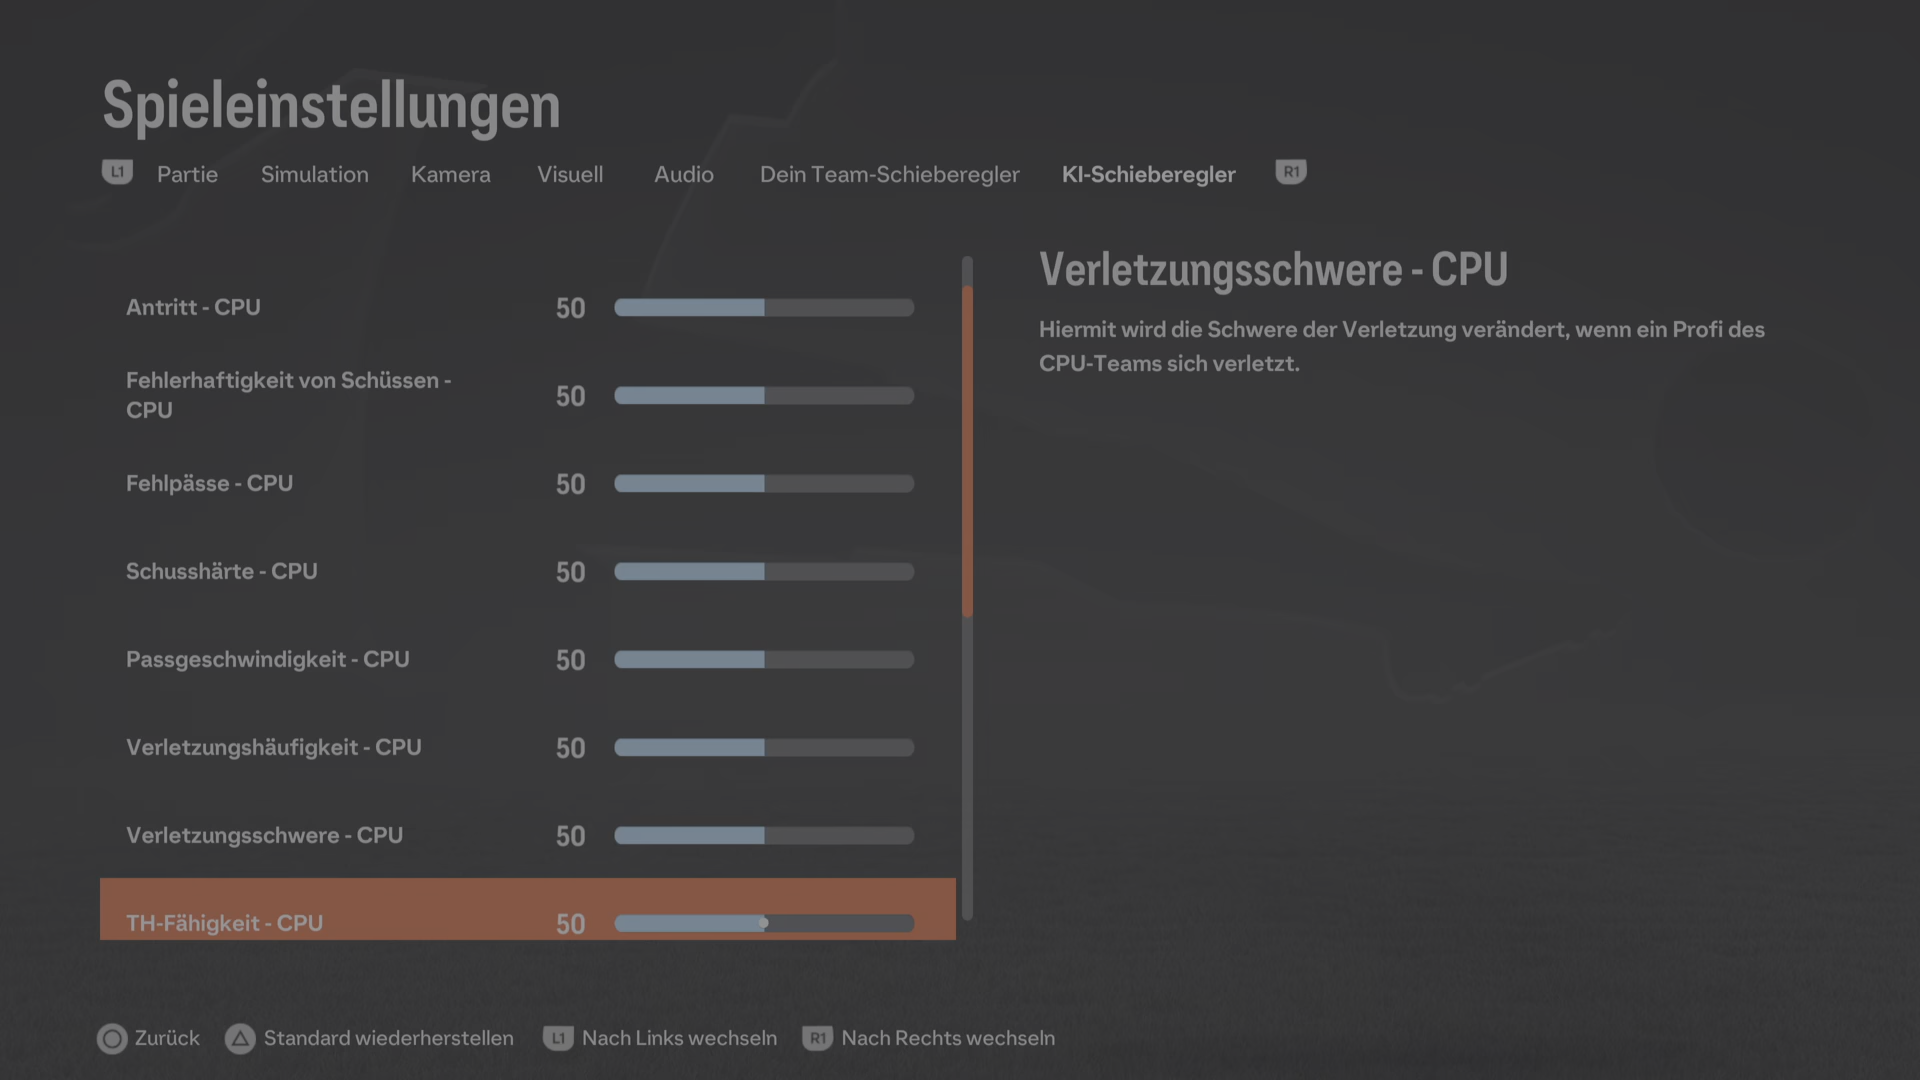 Spieleinstellungen
L1 Partie Simulation Kamera Visuell Audio Dein Team-Schieberegler KI-Schieberegler R1
Antritt - CPU 50
Fehlerhaftigkeit von Schüssen -
CPU 50
Fehlpässe - CPU 50
Schusshärte - CPU 50
Passgeschwindigkeit - CPU 50
Verletzungshäufigkeit - CPU 50
Verletzungsschwere - CPU 50
TH-Fähigkeit - CPU 50
Verletzungsschwere - CPU
Hiermit wird die Schwere der Verletzung verändert, wenn ein Profi des
CPU-Teams sich verletzt.
Zurück Standard wiederherstellen L1 Nach Links wechseln R1 Nach Rechts wechseln